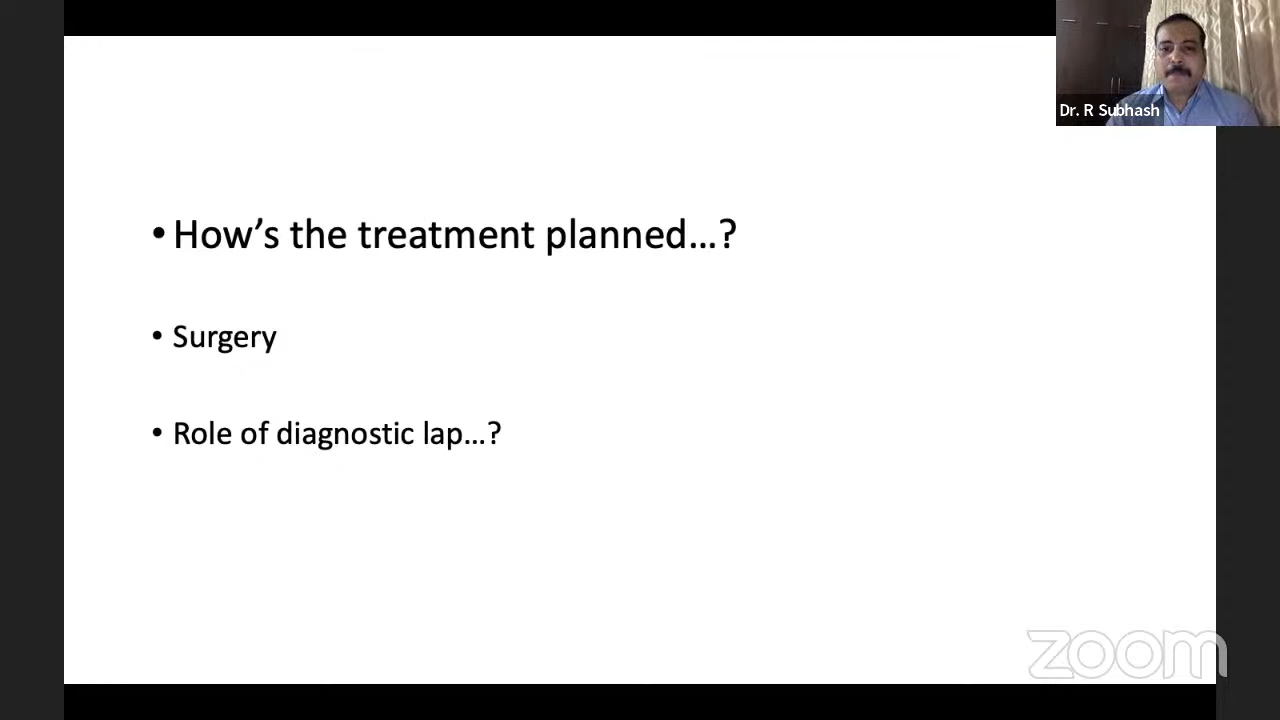 Dr. R Subhash
• How's the treatment planned...?
• Surgery
• Role of diagnostic lap...?
zoom